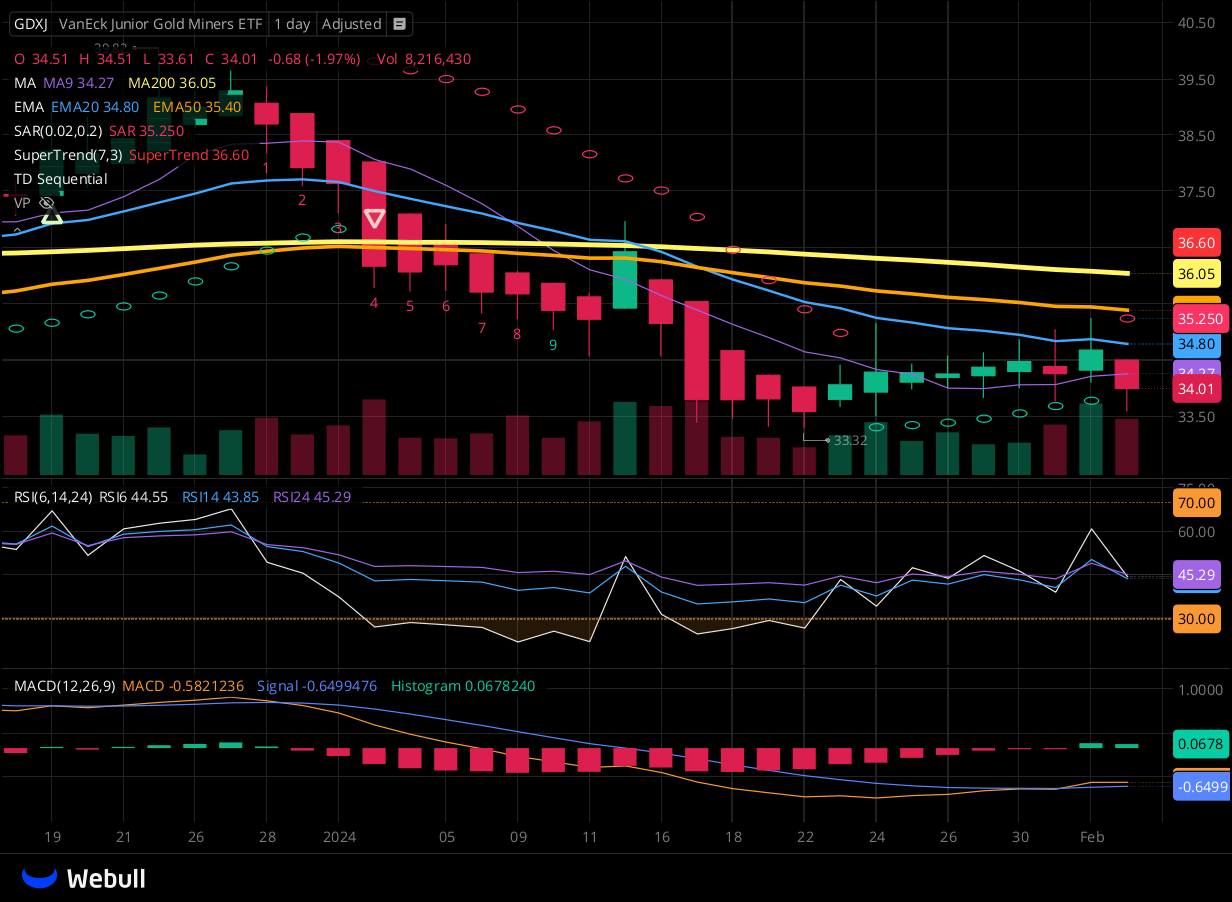 GDXJ VanEck Junior Gold Miners ETF 1 day Adjusted
40.50
O 34.51 H 34.51 L 33.61 C 34.01 -0.68 (-1.97%) Vol 8,216,430
39.50
MA MA9 34.27 MA200 36.05
EMA EMA20 34.80 EMA50 35.40
SAR(0.02,0.2) SAR 35.250
38.50
SuperTrend(7,3) SuperTrend 36.60
1
TD Sequential
37.50
VP
2
3
36.60
36.05
4
5
6
35.250
7
8
9
34.80
34.27
34.01
33.50
33.32
75.00
RSI(6,14,24) RSI6 44.55 RSI14 43.85 RSI24 45.29
70.00
60.00
45.29
30.00
MACD(12,26,9) MACD -0.5821236 Signal -0.6499476 Histogram 0.0678240
1.0000
0.0678
-0.6499
19 21 26 28 2024 05 09 11 16 18 22 24 26 30 Feb
Webull